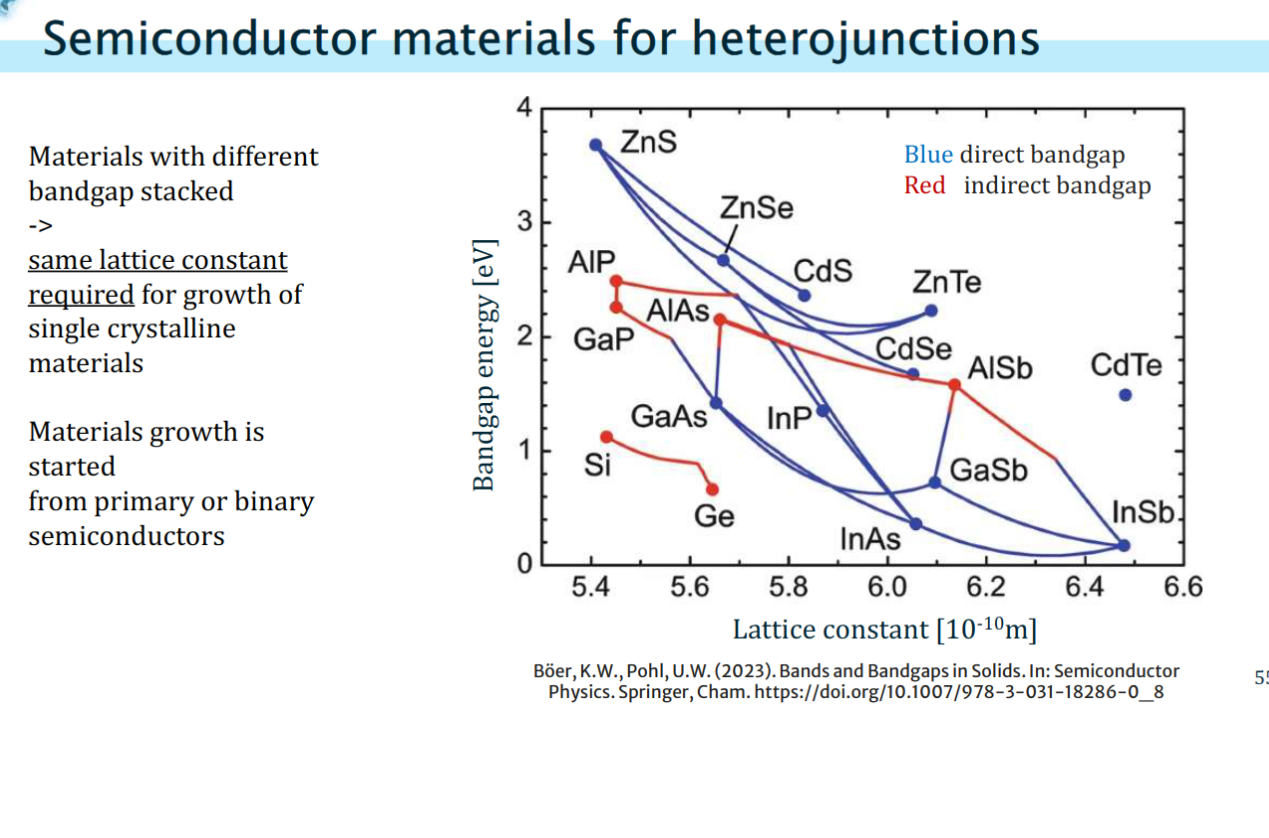 Semiconductor materials for heterojunctions
Materials with different
bandgap stacked
->
same lattice constant
required for growth of
single crystalline
materials
Materials growth is
started
from primary or binary
semiconductors
Bandgap energy [eV]
4
3
2
1
0
Blue direct bandgap
Red indirect bandgap
ZnS
ZnSe
AlP
CdS
ZnTe
AlAs
GaP
CdSe
AlSb
CdTe
GaAs
InP
Si
GaSb
Ge
InSb
InAs
5.4 5.6 5.8 6.0 6.2 6.4 6.6
Lattice constant [10⁻¹⁰m]
Böer, K.W., Pohl, U.W. (2023). Bands and Bandgaps in Solids. In: Semiconductor
Physics. Springer, Cham. https://doi.org/10.1007/978-3-031-18286-0_8